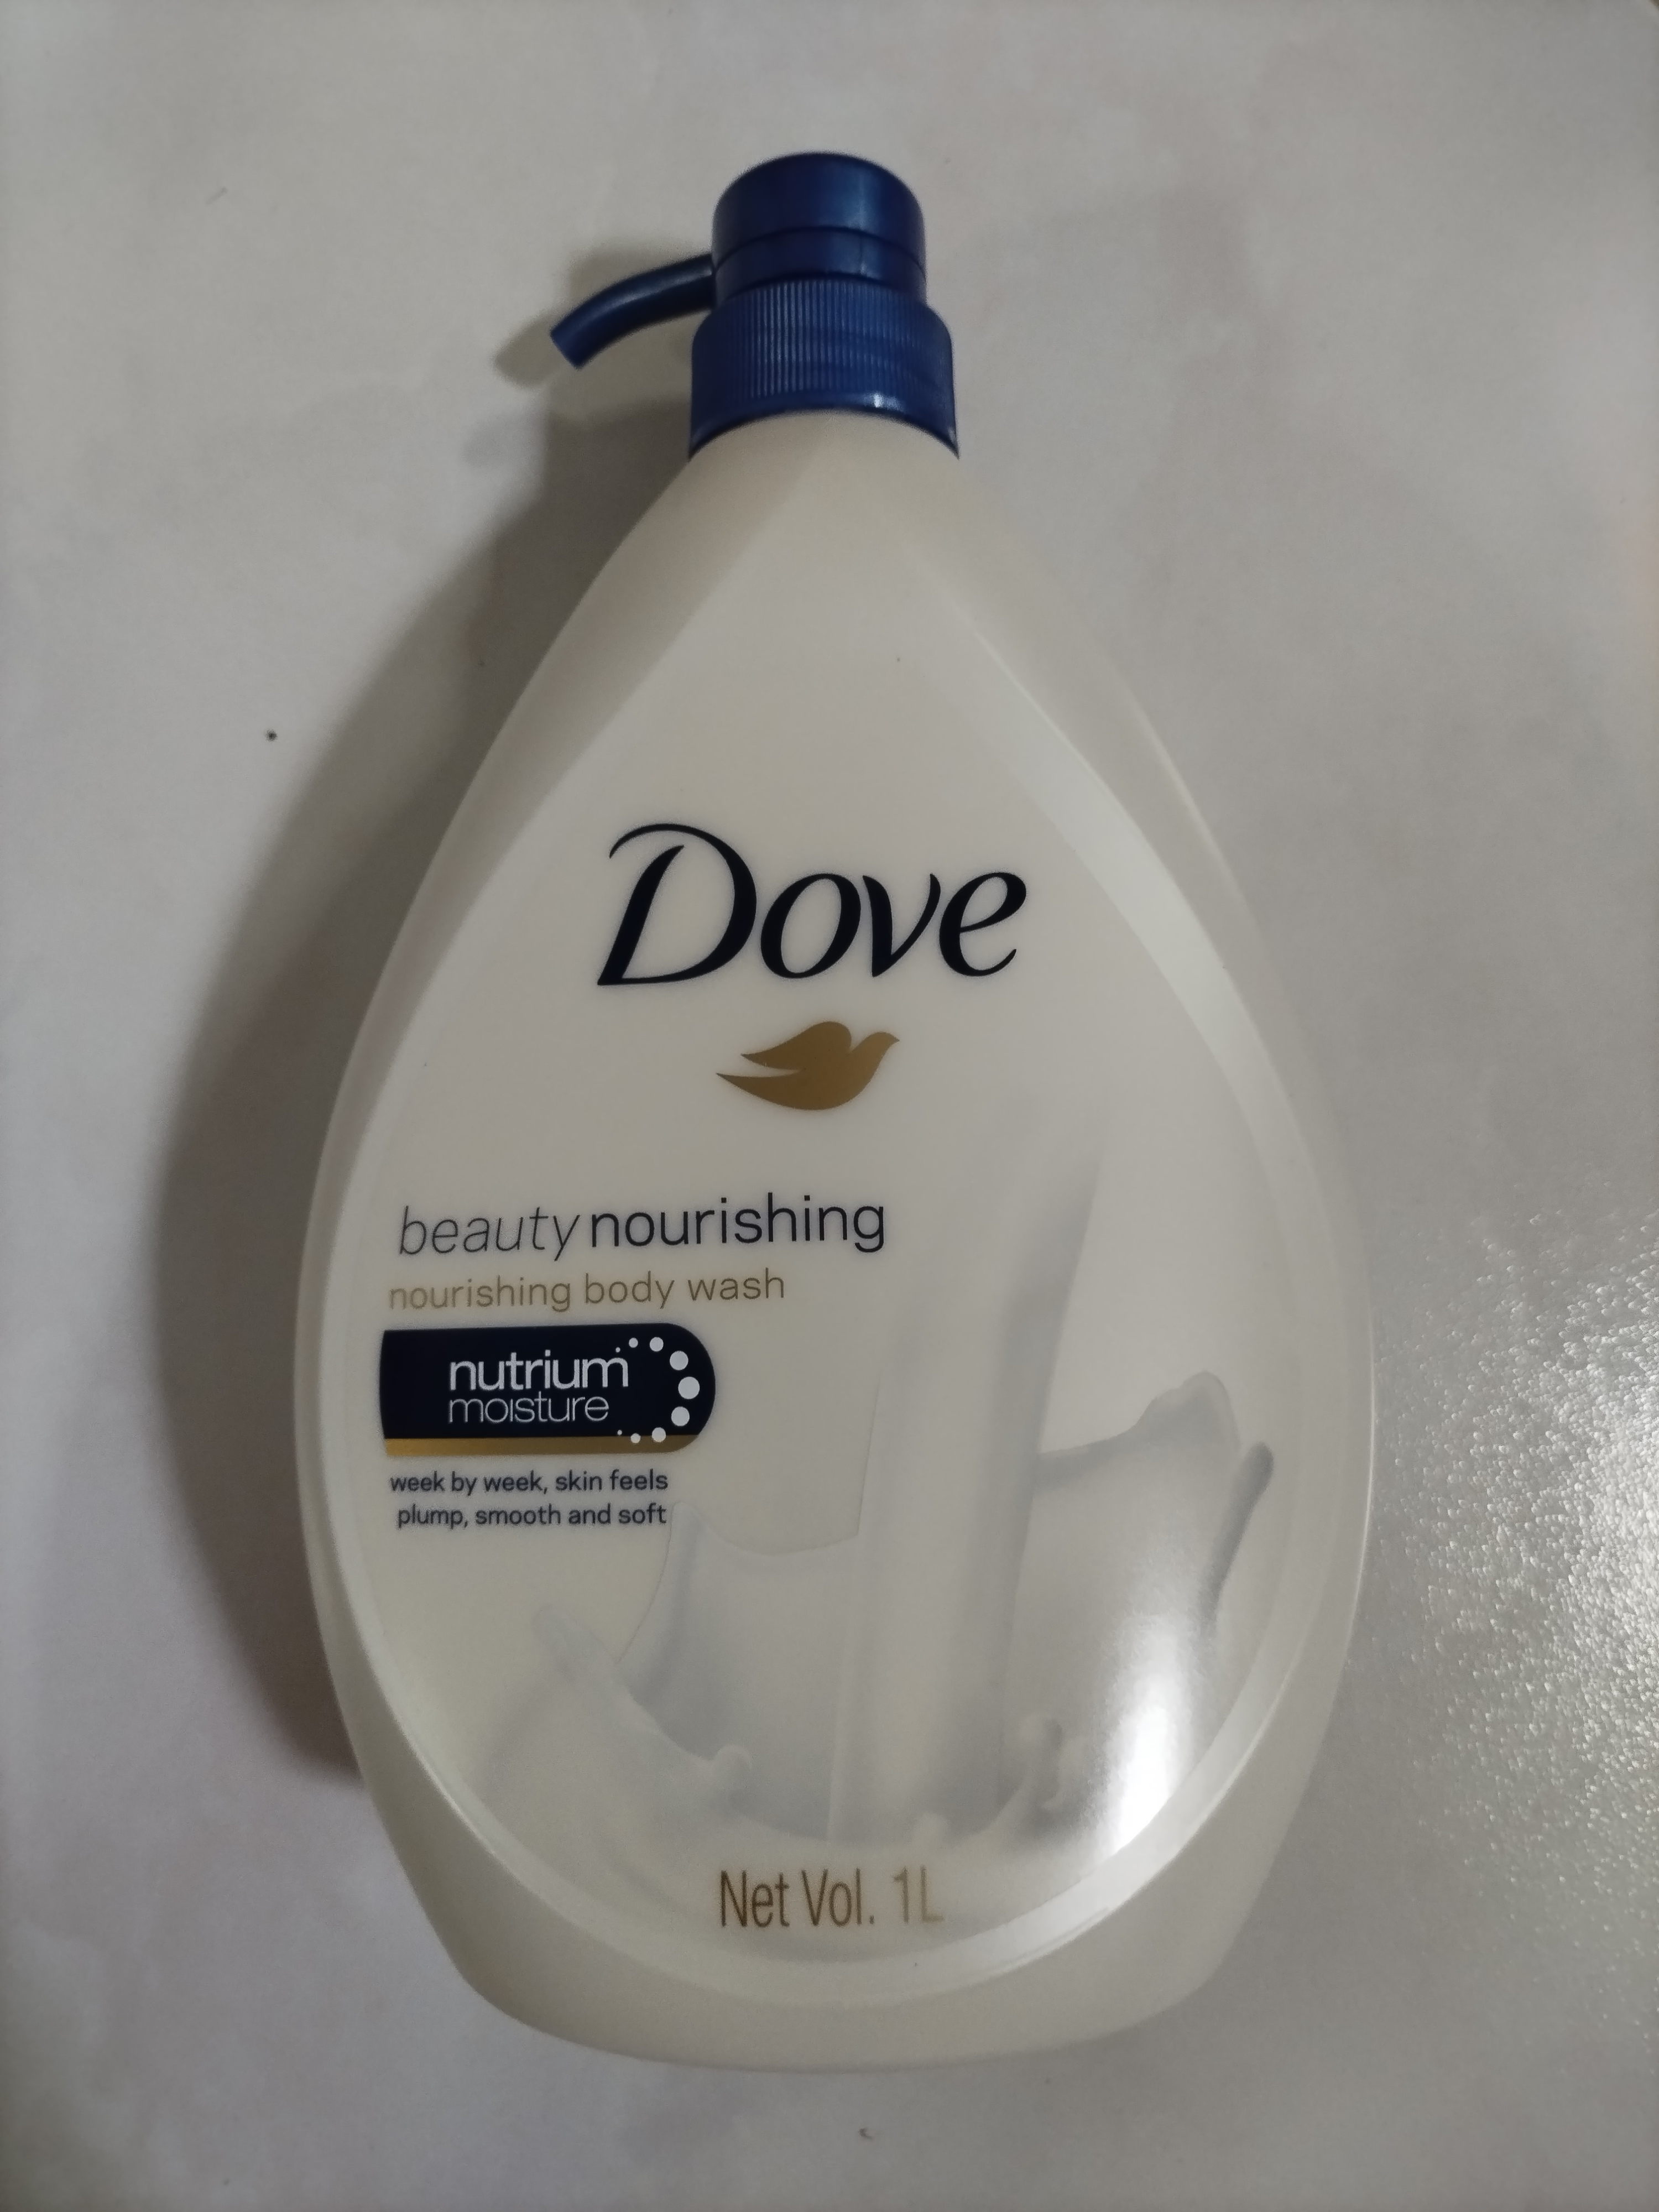 Dove
beauty nourishing
nourishing body wash
nutrium
moisture
week by week, skin feels
plump, smooth and soft
Net Vol. 1L